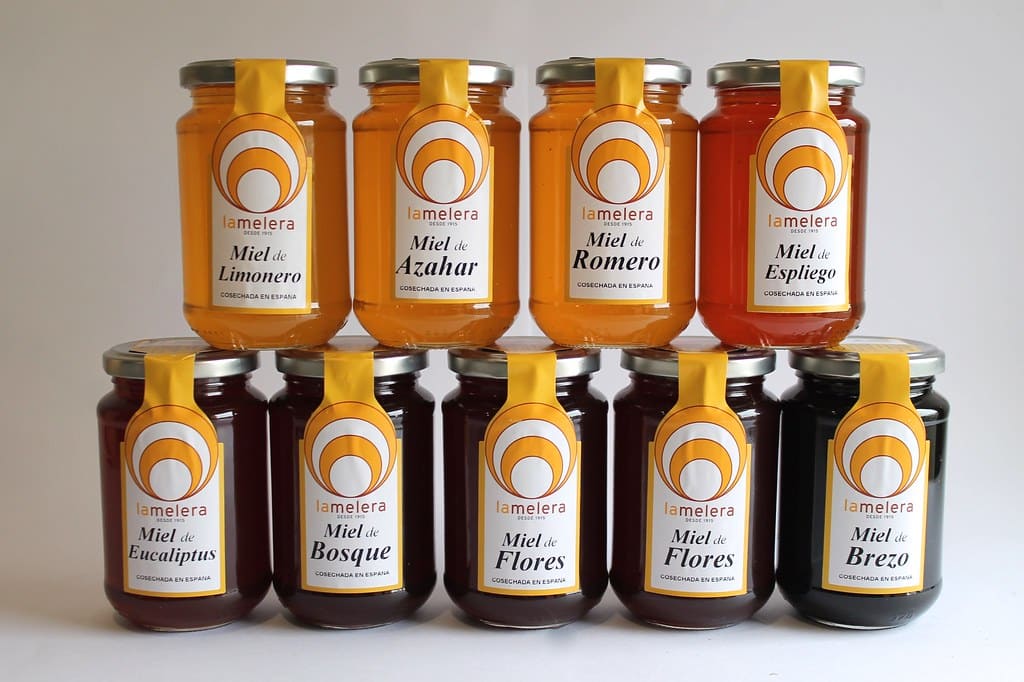 lamelera
DESDE 1915
Miel de
Limonero
COSECHADA EN ESPAÑA
lamelera
DESDE 1915
Miel de
Azahar
COSECHADA EN ESPAÑA
lamelera
DESDE 1915
Miel de
Romero
COSECHADA EN ESPAÑA
lamelera
DESDE 1915
Miel de
Espliego
COSECHADA EN ESPAÑA
lamelera
DESDE 1915
Miel de
Eucaliptus
COSECHADA EN ESPAÑA
lamelera
DESDE 1915
Miel de
Bosque
COSECHADA EN ESPAÑA
lamelera
DESDE 1915
Miel de
Flores
COSECHADA EN ESPAÑA
lamelera
DESDE 1915
Miel de
Flores
COSECHADA EN ESPAÑA
lamelera
DESDE 1915
Miel de
Brezo
COSECHADA EN ESPAÑA